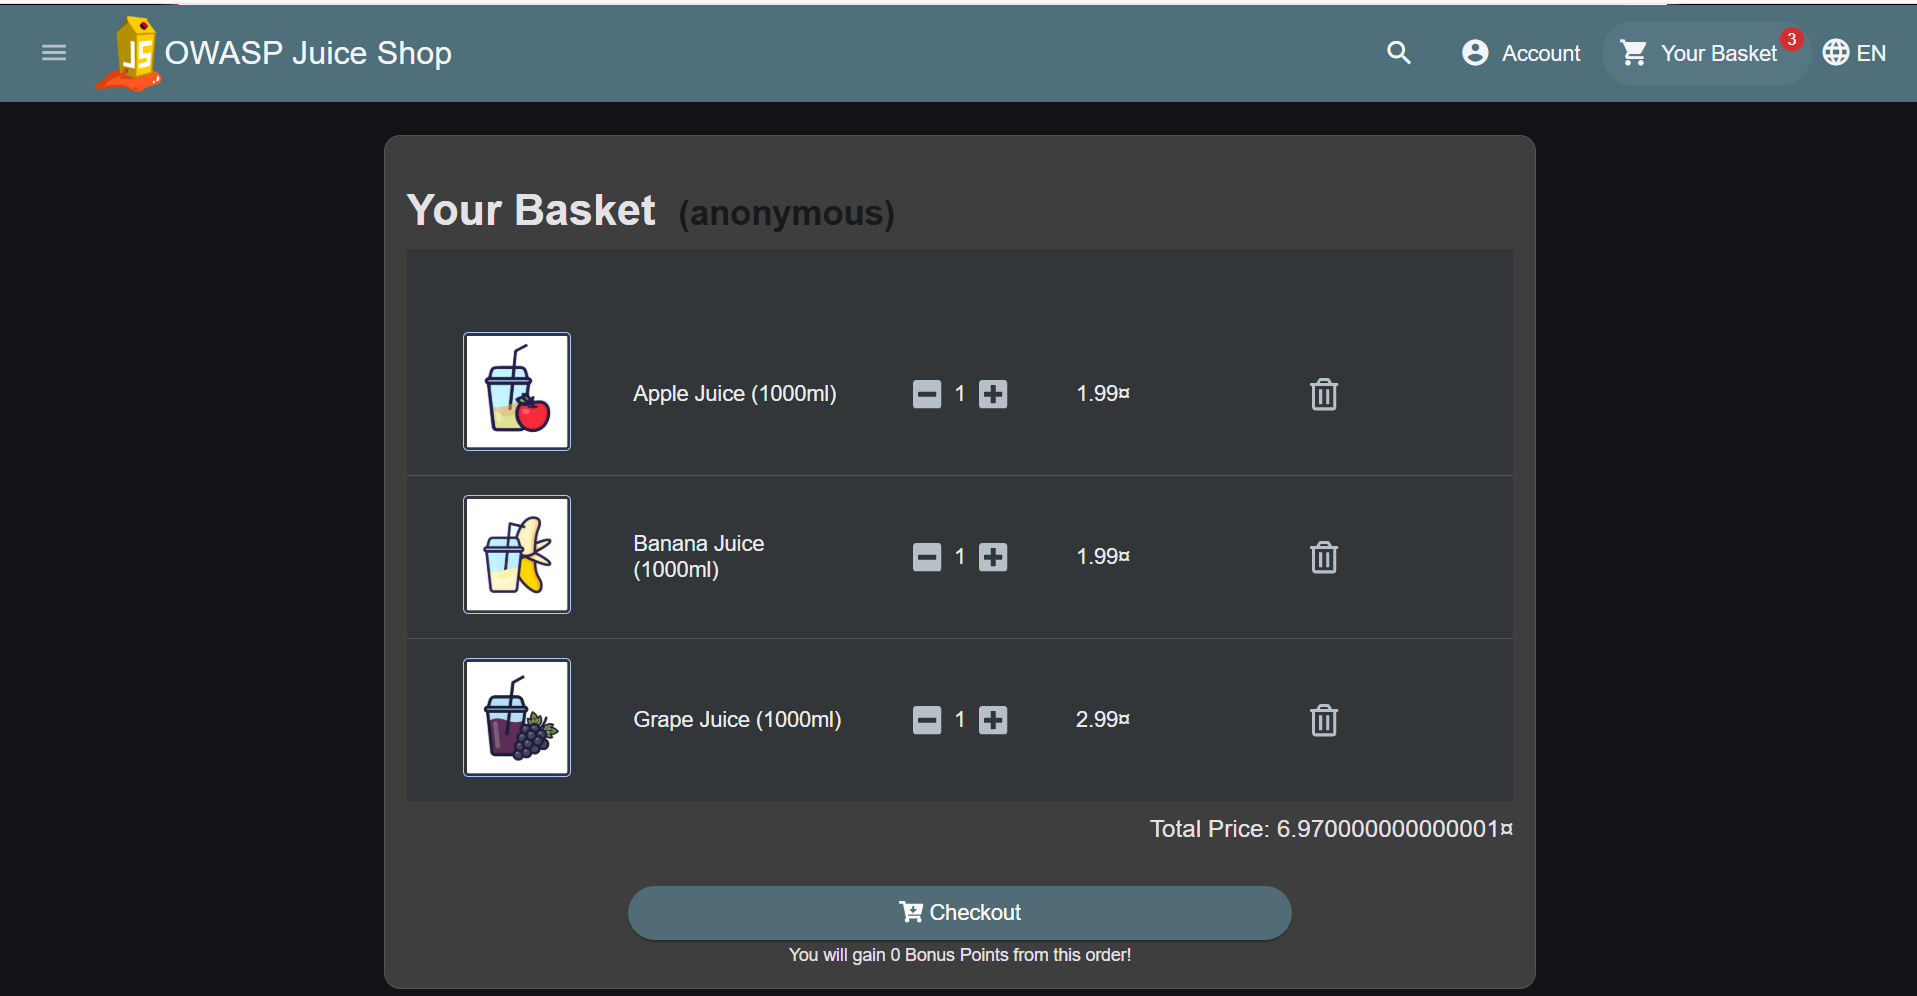 JS OWASP Juice Shop Account Your Basket 3 EN
Your Basket (anonymous)
Apple Juice (1000ml) 1 1.99¤
Banana Juice
(1000ml) 1 1.99¤
Grape Juice (1000ml) 1 2.99¤
Total Price: 6.970000000000001¤
Checkout
You will gain 0 Bonus Points from this order!